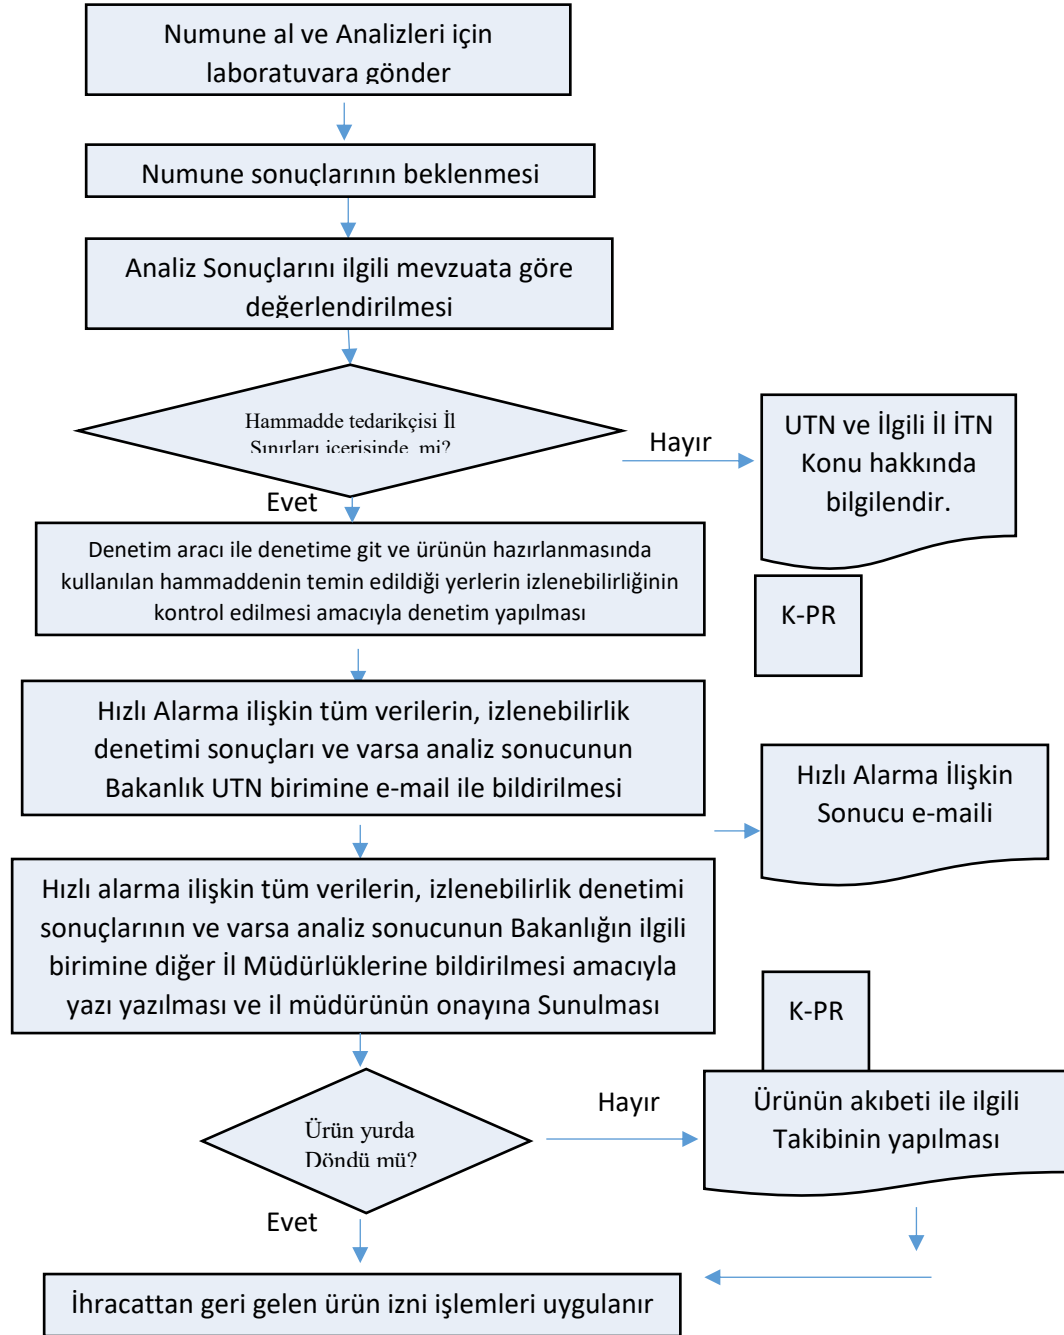 Numune al ve Analizleri için
laboratuvara gönder
Numune sonuçlarının beklenmesi
Analiz Sonuçlarını ilgili mevzuata göre
değerlendirilmesi
Hammadde tedarikçisi İl
Sınırları içerisinde mi?
Hayır
UTN ve İlgili İl İTN
Konu hakkında
bilgilendir.
Evet
Denetim aracı ile denetime git ve ürünün hazırlanmasında
kullanılan hammaddenin temin edildiği yerlerin izlenebilirliğinin
kontrol edilmesi amacıyla denetim yapılması
K-PR
Hızlı Alarma ilişkin tüm verilerin, izlenebilirlik
denetimi sonuçları ve varsa analiz sonucunun
Bakanlık UTN birimine e-mail ile bildirilmesi
Hızlı Alarma İlişkin
Sonucu e-maili
Hızlı alarma ilişkin tüm verilerin, izlenebilirlik denetimi
sonuçlarının ve varsa analiz sonucunun Bakanlığın ilgili
birimine diğer İl Müdürlüklerine bildirilmesi amacıyla
yazı yazılması ve il müdürünün onayına Sunulması
K-PR
Ürün yurda
Döndü mü?
Hayır
Ürünün akıbeti ile ilgili
Takibinin yapılması
Evet
İhracattan geri gelen ürün izni işlemleri uygulanır